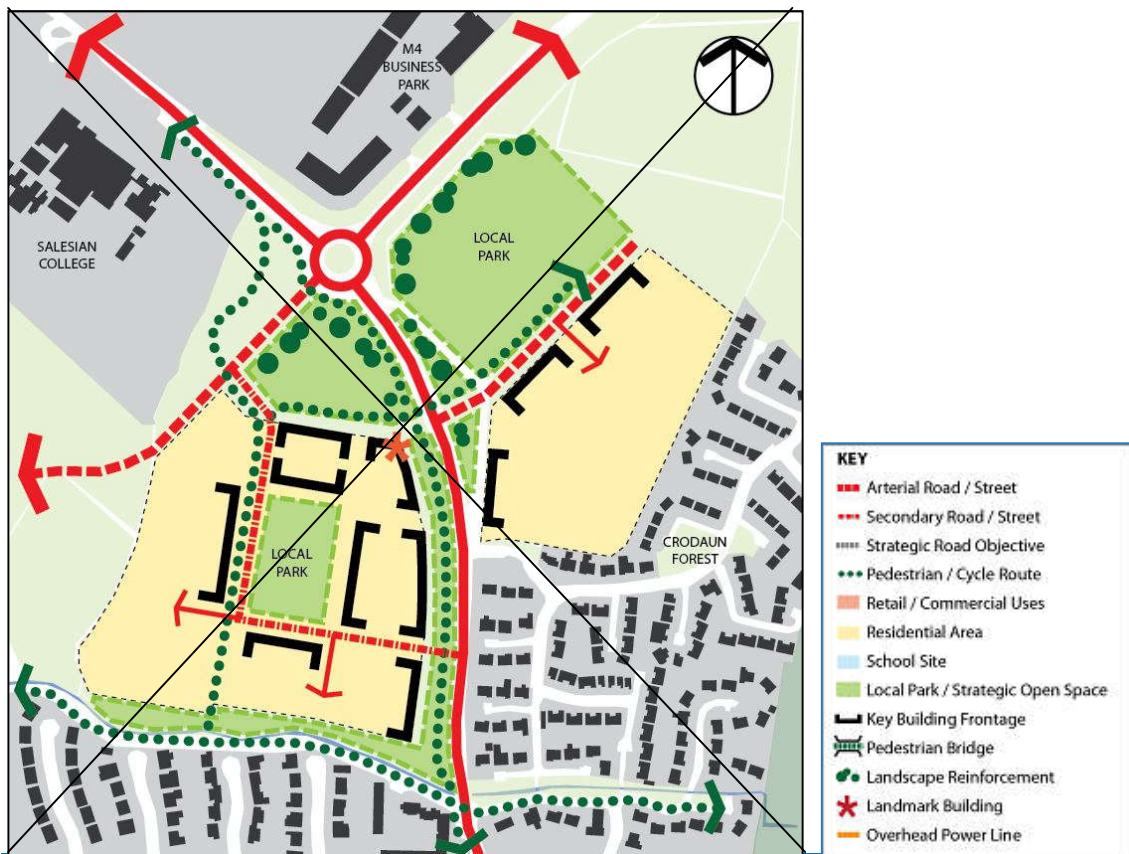 M4
BUSINESS
PARK
SALESIAN
COLLEGE
LOCAL
PARK
LOCAL
PARK
CRODAUN
FOREST
KEY
Arterial Road / Street
Secondary Road / Street
Strategic Road Objective
Pedestrian / Cycle Route
Retail / Commercial Uses
Residential Area
School Site
Local Park / Strategic Open Space
Key Building Frontage
Pedestrian Bridge
Landscape Reinforcement
Landmark Building
Overhead Power Line